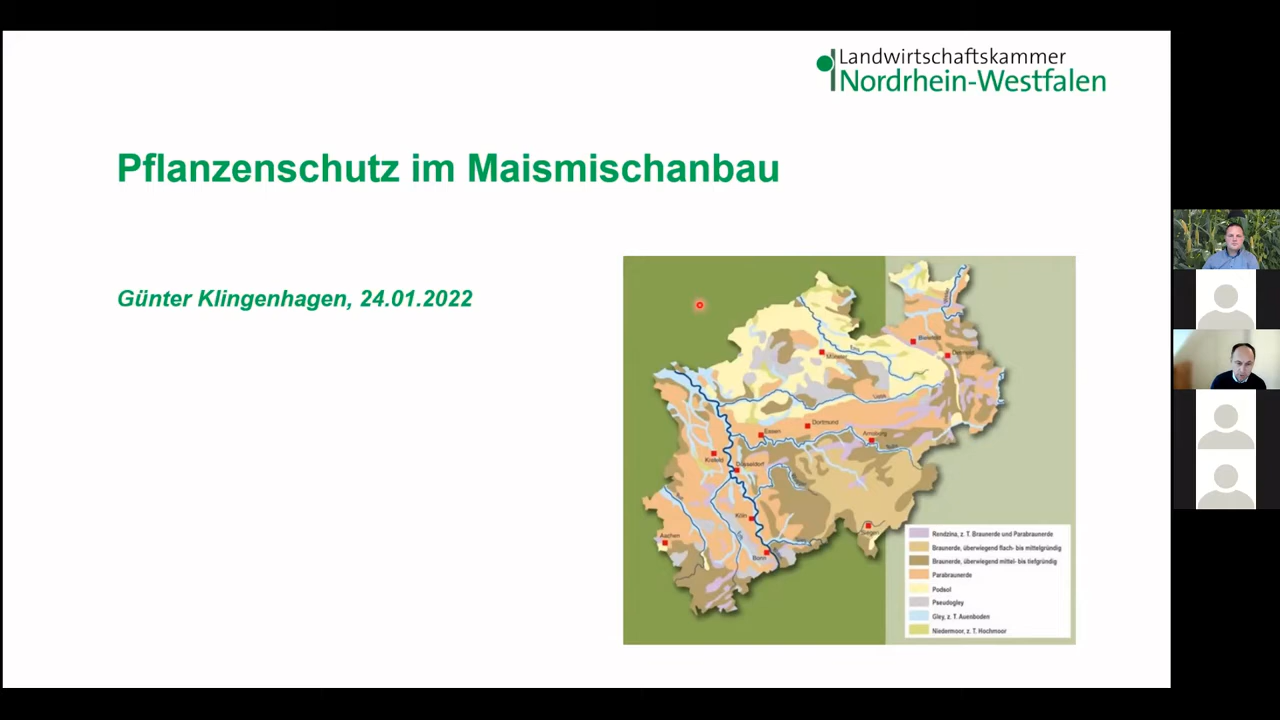 Landwirtschaftskammer
Nordrhein-Westfalen
Pflanzenschutz im Maismischanbau
Günter Klingenhagen, 24.01.2022
Bielefeld
Münster
Detmold
Lippe
Dortmund
Essen
Arnsberg
Krefeld
Düsseldorf
Köln
Aachen
Siegen
Bonn
Rendzina, z. T. Braunerde und Parabraunerde
Braunerde, überwiegend flach- bis mittelgründig
Braunerde, überwiegend mittel- bis tiefgründig
Parabraunerde
Podsol
Pseudogley
Gley, z. T. Auenboden
Niedermoor, z. T. Hochmoor